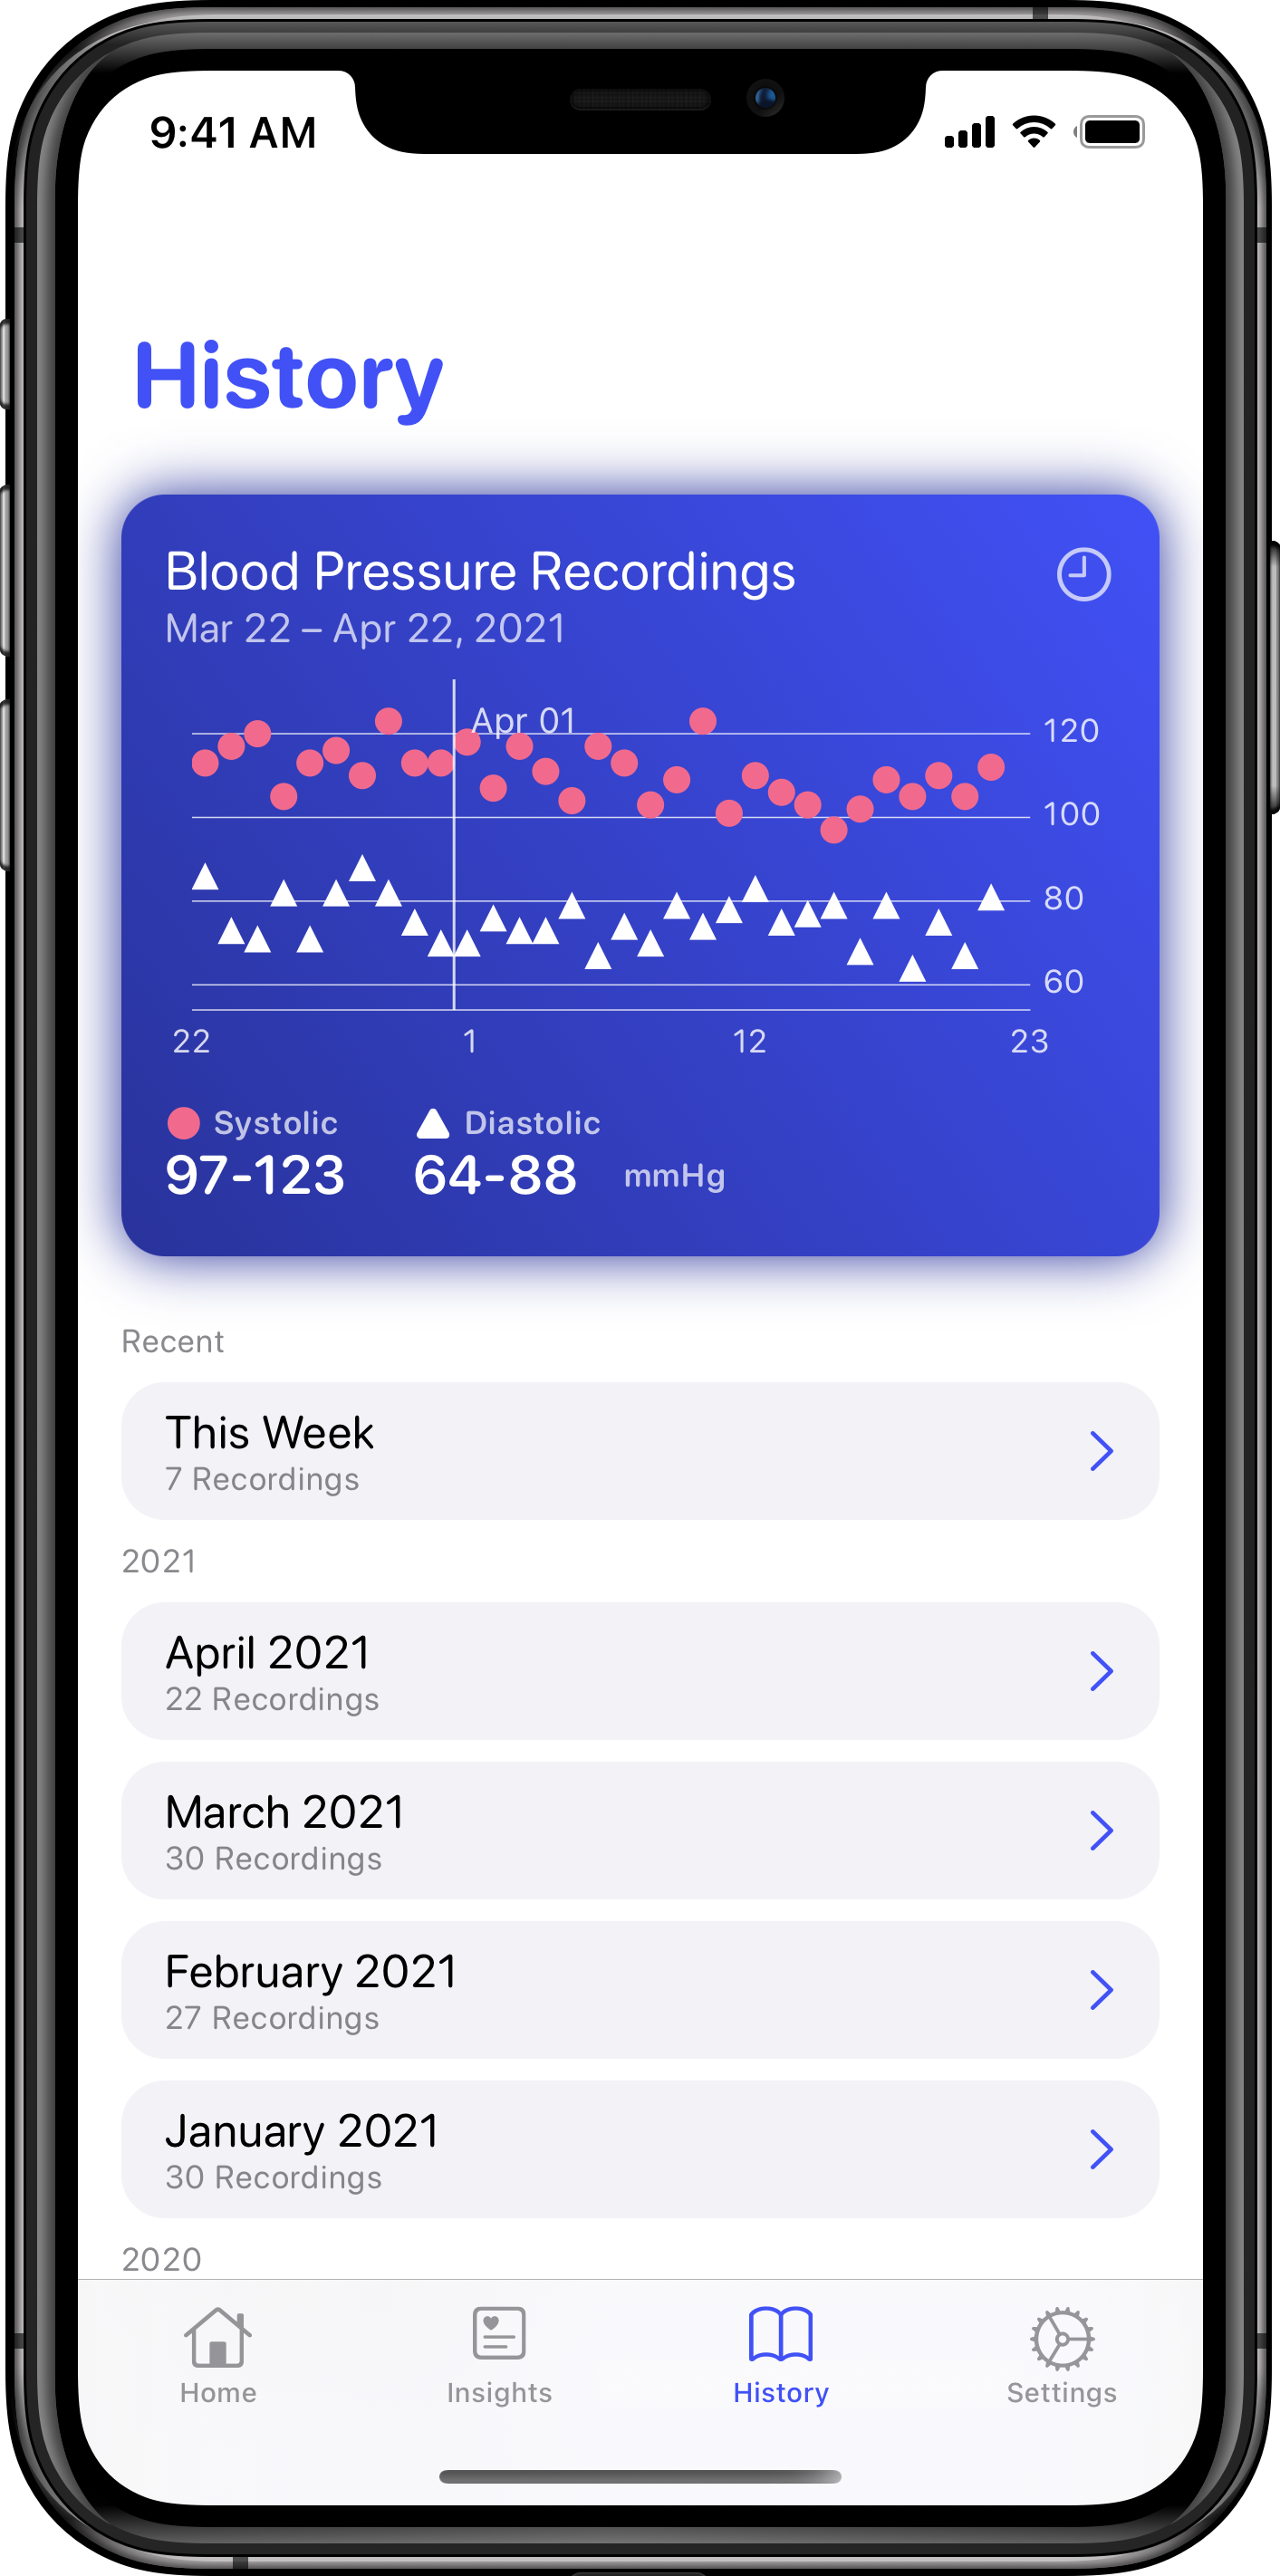 9:41 AM
History
Blood Pressure Recordings
Mar 22 – Apr 22, 2021
Apr 01
120
100
80
60
22 1 12 23
Systolic Diastolic
97-123 64-88 mmHg
Recent
This Week
7 Recordings
2021
April 2021
22 Recordings
March 2021
30 Recordings
February 2021
27 Recordings
January 2021
30 Recordings
2020
Home Insights History Settings